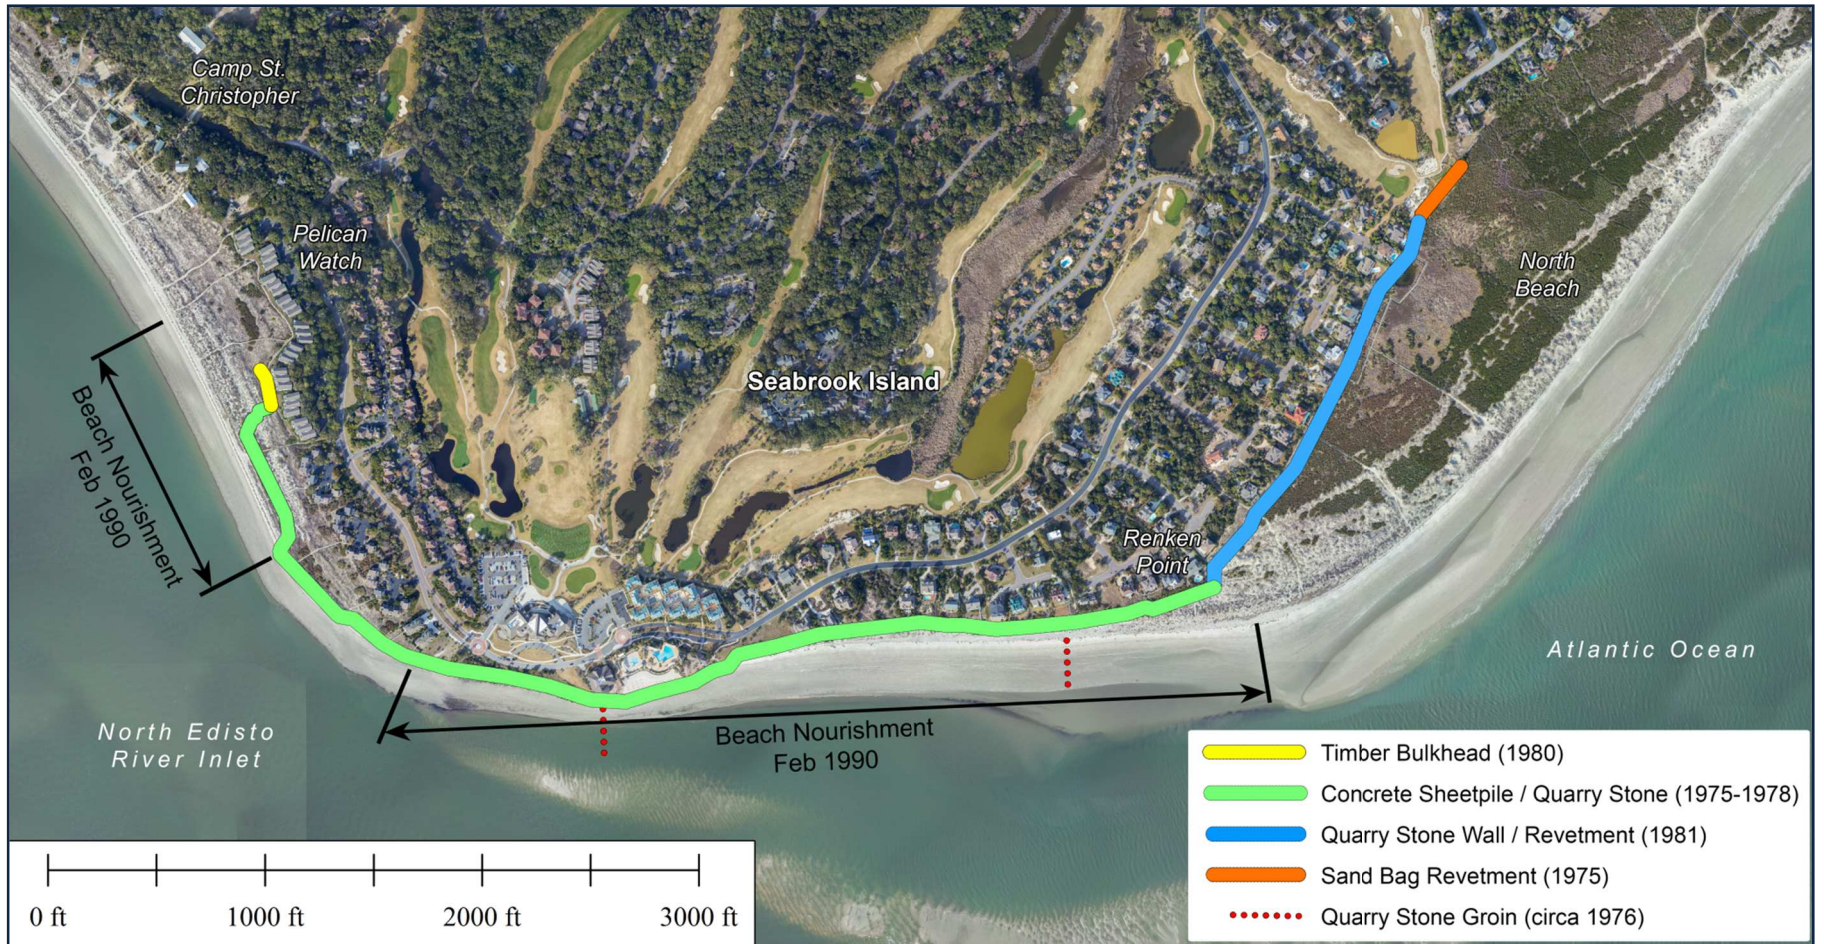 Camp St.
Christopher
Pelican
Watch
North
Beach
Seabrook Island
Beach Nourishment
Feb 1990
Renken
Point
Atlantic Ocean
North Edisto
River Inlet
Beach Nourishment
Feb 1990
Timber Bulkhead (1980)
Concrete Sheetpile / Quarry Stone (1975-1978)
Quarry Stone Wall / Revetment (1981)
Sand Bag Revetment (1975)
Quarry Stone Groin (circa 1976)
0 ft 1000 ft 2000 ft 3000 ft